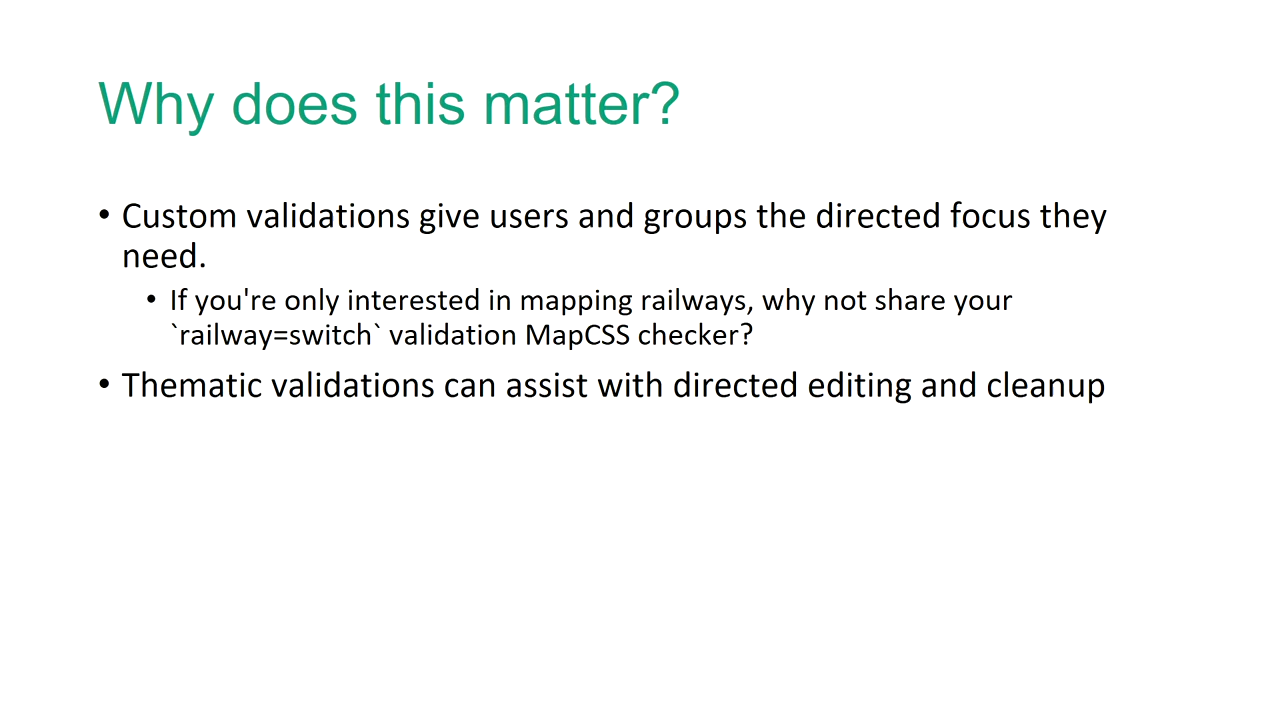 Why does this matter?
• Custom validations give users and groups the directed focus they
need.
• If you're only interested in mapping railways, why not share your
`railway=switch` validation MapCSS checker?
• Thematic validations can assist with directed editing and cleanup